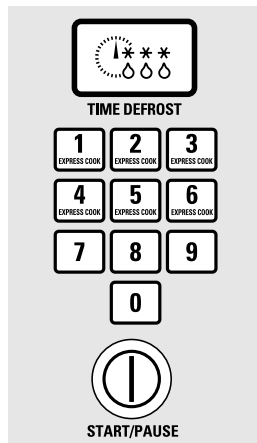 TIME DEFROST
1 2 3
EXPRESS COOK EXPRESS COOK EXPRESS COOK
4 5 6
EXPRESS COOK EXPRESS COOK EXPRESS COOK
7 8 9
0
START/PAUSE